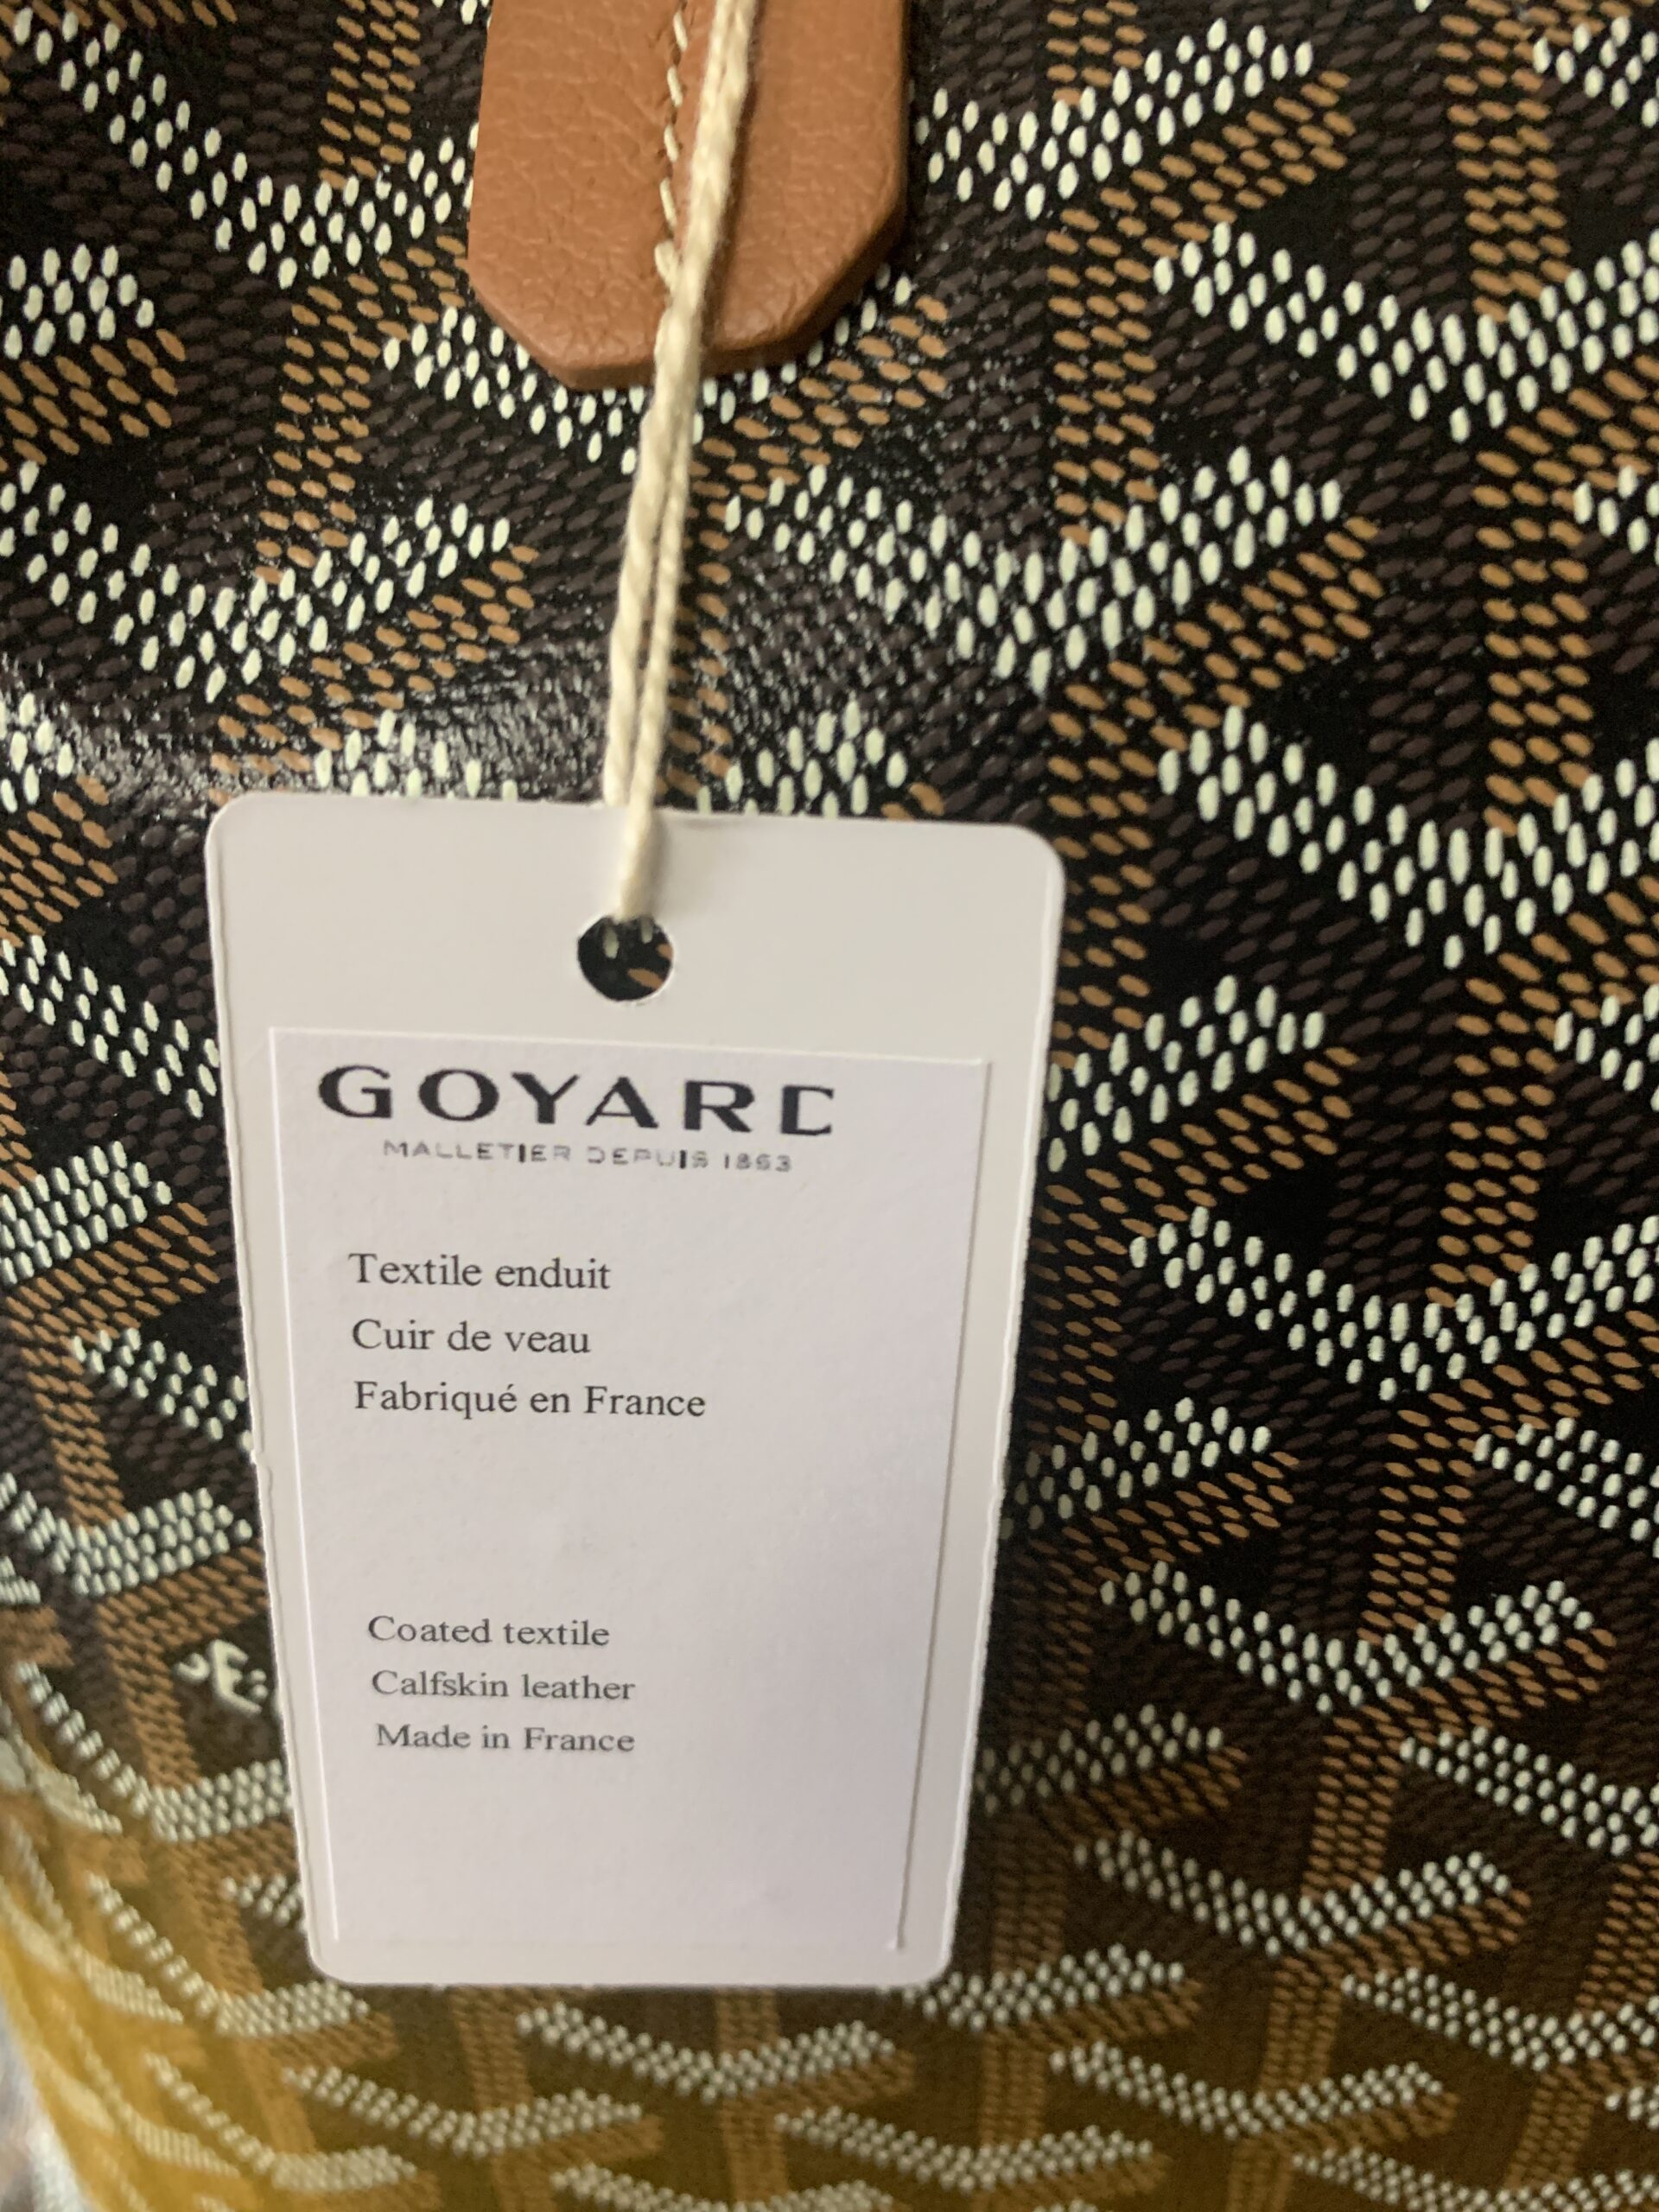 GOYARD
MALLETIER DEPUIS 1853
Textile enduit
Cuir de veau
Fabriqué en France
Coated textile
Calfskin leather
Made in France